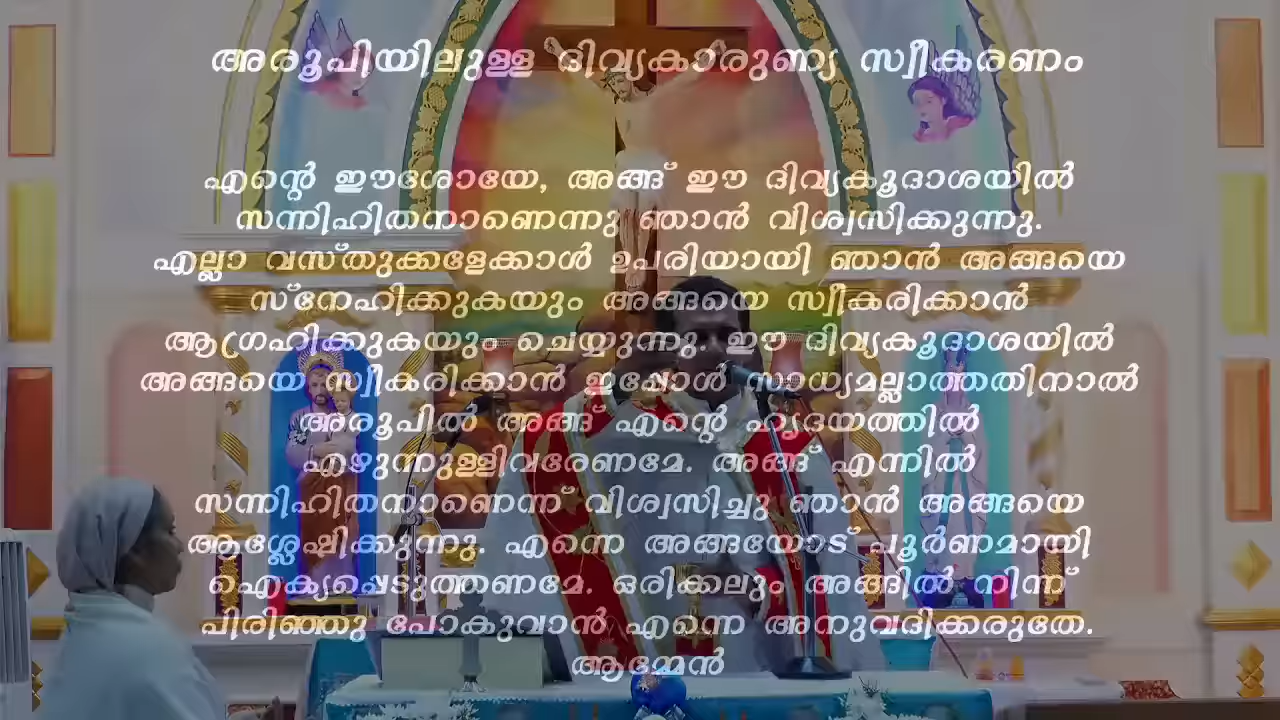 അരൂപിയിലുള്ള ദിവ്യകാരുണ്യ സ്വീകരണം
എന്റെ ഈശോയേ, അങ്ങ് ഈ ദിവ്യകൂദാശയിൽ
സന്നിഹിതനാണെന്നു ഞാൻ വിശ്വസിക്കുന്നു.
എല്ലാ വസ്തുക്കളേക്കാൾ ഉപരിയായി ഞാൻ അങ്ങയെ
സ്നേഹിക്കുകയും അങ്ങയെ സ്വീകരിക്കാൻ
ആഗ്രഹിക്കുകയും ചെയ്യുന്നു. ഈ ദിവ്യകൂദാശയിൽ
അങ്ങയെ സ്വീകരിക്കാൻ ഇപ്പോൾ സാധ്യമല്ലാത്തതിനാൽ
അരൂപിൽ അങ്ങ് എന്റെ ഹൃദയത്തിൽ
എഴുന്നുള്ളിവരേണമേ. അങ്ങ് എന്നിൽ
സന്നിഹിതനാണെന്ന് വിശ്വസിച്ചു ഞാൻ അങ്ങയെ
ആശ്ലേഷിക്കുന്നു. എന്നെ അങ്ങയോട് പൂർണമായി
ഐക്യപ്പെടുത്തണമേ. ഒരിക്കലും അങ്ങിൽ നിന്ന്
പിരിഞ്ഞു പോകുവാൻ എന്നെ അനുവദിക്കരുതേ.
ആമ്മേൻ